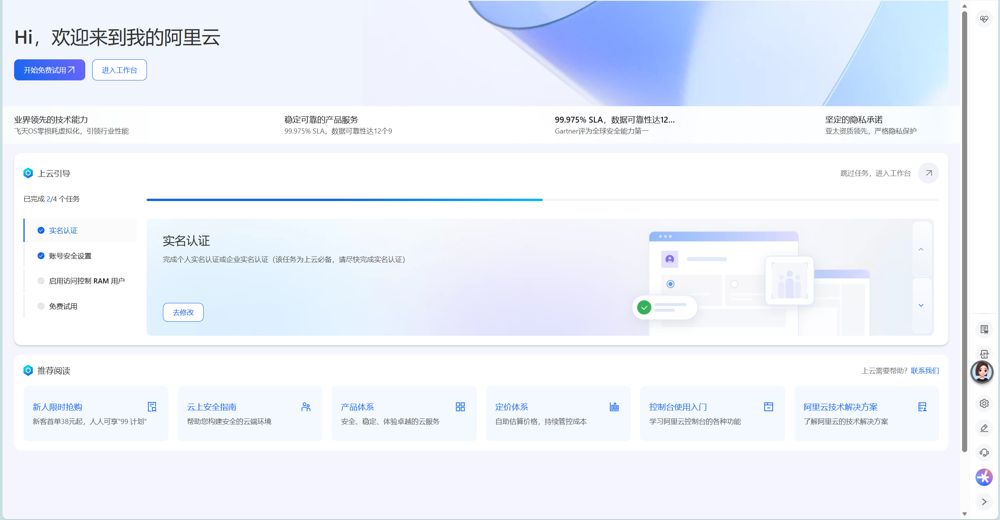 Hi，欢迎来到我的阿里云
开始免费试用
进入工作台
业界领先的技术能力
飞天OS零损耗虚拟化，引领行业性能
稳定可靠的产品服务
99.975% SLA，数据可靠性达12个9
99.975% SLA，数据可靠性达12...
Gartner评为全球安全能力第一
坚定的隐私承诺
亚太资质领先，严格隐私保护
上云引导
跳过任务，进入工作台
已完成 2/4 个任务
实名认证
账号安全设置
启用访问控制 RAM 用户
免费试用
实名认证
完成个人实名认证或企业实名认证（该任务为上云必备，请尽快完成实名认证）
去修改
推荐阅读
上云需要帮助？联系我们
新人限时抢购
新客首单38元起，人人可享"99 计划"
云上安全指南
帮助您构建安全的云端环境
产品体系
安全、稳定、体验卓越的云服务
定价体系
自助估算价格，持续管控成本
控制台使用入门
学习阿里云控制台的各种功能
阿里云技术解决方案
了解阿里云的技术解决方案
APP